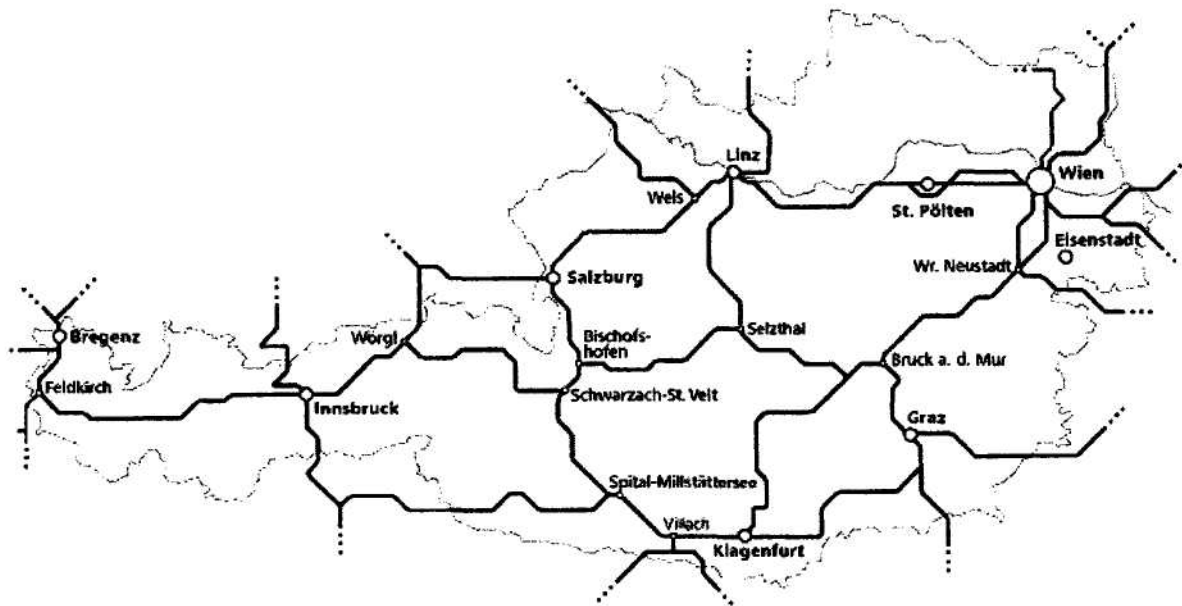 Linz
Wien
Wels
St. Pölten
Eisenstadt
Wr. Neustadt
Salzburg
Bregenz
Wörgl
Bischofs-
hofen
Selzthal
Bruck a. d. Mur
Feldkirch
Innsbruck
Schwarzach-St. Veit
Graz
Spital-Millstättersee
Villach
Klagenfurt